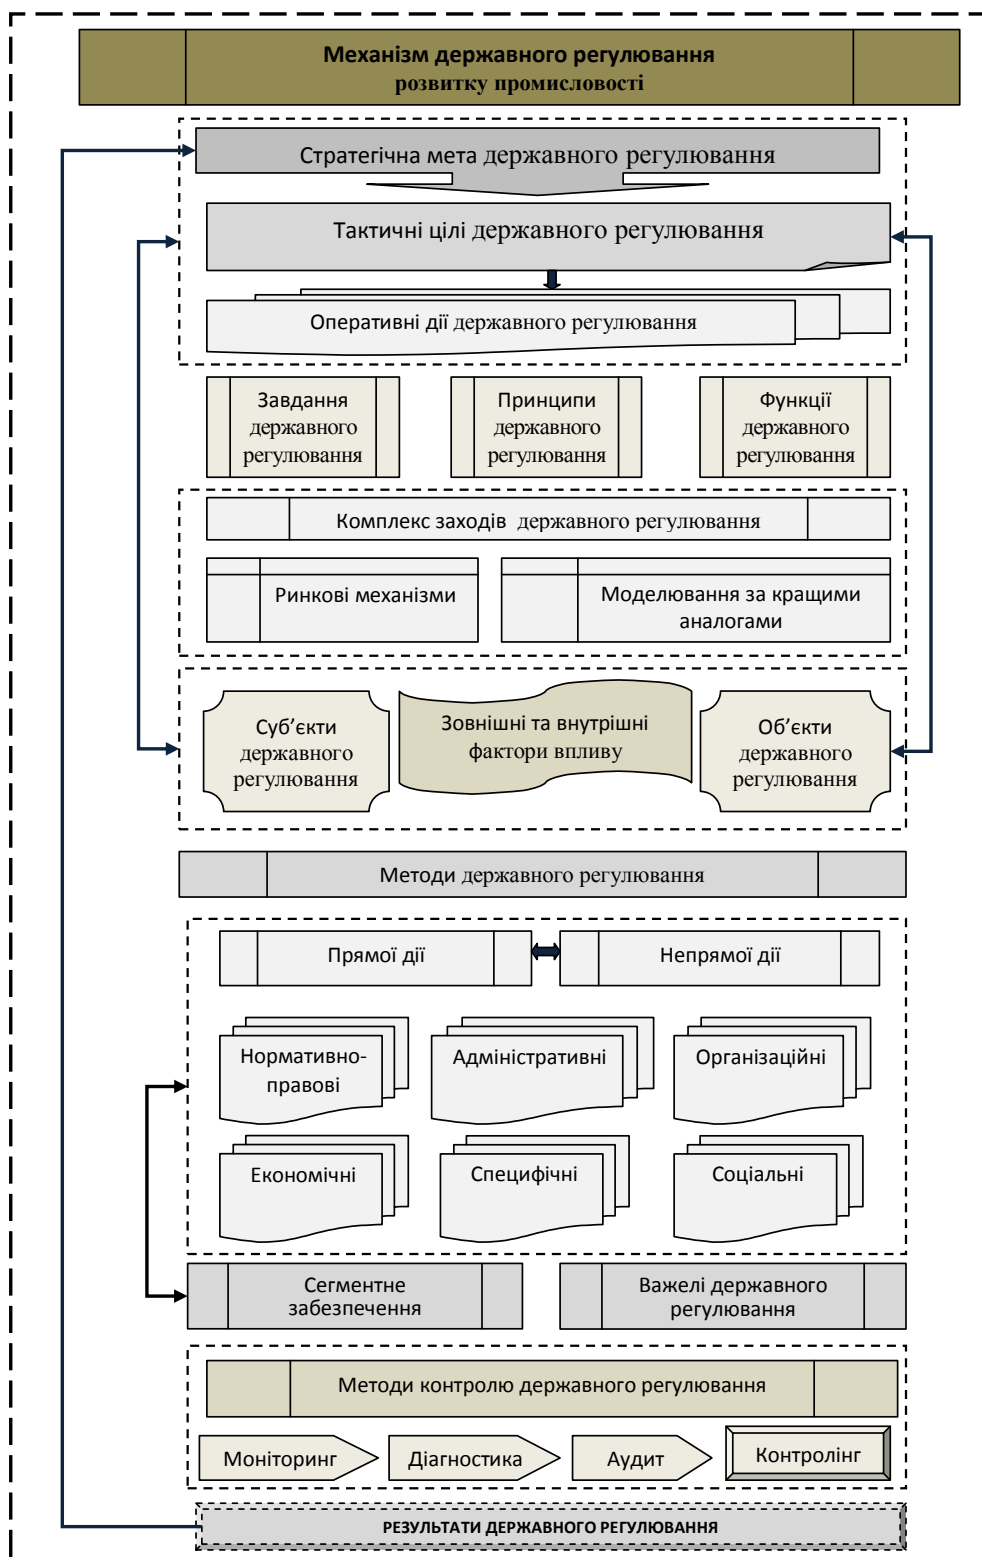 Механізм державного регулювання
розвитку промисловості
Стратегічна мета державного регулювання
Тактичні цілі державного регулювання
Оперативні дії державного регулювання
Завдання
державного
регулювання
Принципи
державного
регулювання
Функції
державного
регулювання
Комплекс заходів державного регулювання
Ринкові механізми
Моделювання за кращими
аналогами
Суб’єкти
державного
регулювання
Зовнішні та внутрішні
фактори впливу
Об’єкти
державного
регулювання
Методи державного регулювання
Прямої дії
Непрямої дії
Нормативно-
правові
Адміністративні
Організаційні
Економічні
Специфічні
Соціальні
Сегментне
забезпечення
Важелі державного
регулювання
Методи контролю державного регулювання
Моніторинг
Діагностика
Аудит
Контролінг
РЕЗУЛЬТАТИ ДЕРЖАВНОГО РЕГУЛЮВАННЯ